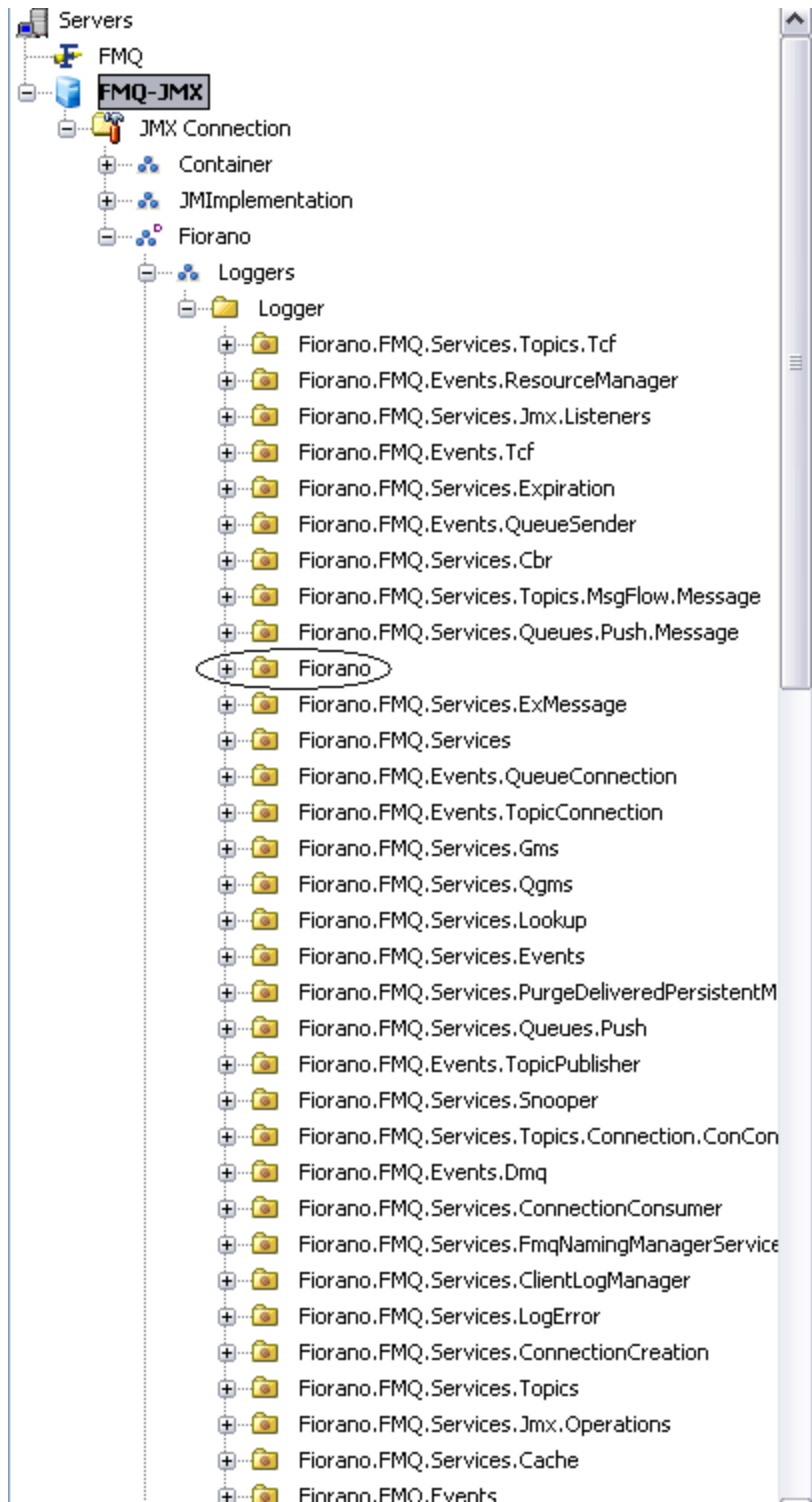 Servers
FMQ
FMQ-JMX
JMX Connection
Container
JMImplementation
Fiorano
Loggers
Logger
Fiorano.FMQ.Services.Topics.Tcf
Fiorano.FMQ.Events.ResourceManager
Fiorano.FMQ.Services.Jmx.Listeners
Fiorano.FMQ.Events.Tcf
Fiorano.FMQ.Services.Expiration
Fiorano.FMQ.Events.QueueSender
Fiorano.FMQ.Services.Cbr
Fiorano.FMQ.Services.Topics.MsgFlow.Message
Fiorano.FMQ.Services.Queues.Push.Message
Fiorano
Fiorano.FMQ.Services.ExMessage
Fiorano.FMQ.Services
Fiorano.FMQ.Events.QueueConnection
Fiorano.FMQ.Events.TopicConnection
Fiorano.FMQ.Services.Gms
Fiorano.FMQ.Services.Qgms
Fiorano.FMQ.Services.Lookup
Fiorano.FMQ.Services.Events
Fiorano.FMQ.Services.PurgeDeliveredPersistentM
Fiorano.FMQ.Services.Queues.Push
Fiorano.FMQ.Events.TopicPublisher
Fiorano.FMQ.Services.Snooper
Fiorano.FMQ.Services.Topics.Connection.ConCon
Fiorano.FMQ.Events.Dmq
Fiorano.FMQ.Services.ConnectionConsumer
Fiorano.FMQ.Services.FmqNamingManagerService
Fiorano.FMQ.Services.ClientLogManager
Fiorano.FMQ.Services.LogError
Fiorano.FMQ.Services.ConnectionCreation
Fiorano.FMQ.Services.Topics
Fiorano.FMQ.Services.Jmx.Operations
Fiorano.FMQ.Services.Cache
Fiorano.FMQ.Events